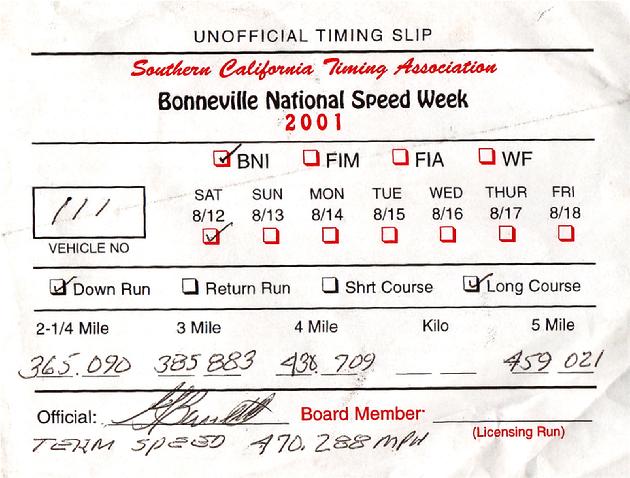 UNOFFICIAL TIMING SLIP
Southern California Timing Association
Bonneville National Speed Week
2001
BNI FIM FIA WF
111
VEHICLE NO
SAT SUN MON TUE WED THUR FRI
8/12 8/13 8/14 8/15 8/16 8/17 8/18
Down Run Return Run Shrt Course Long Course
2-1/4 Mile 3 Mile 4 Mile Kilo 5 Mile
365.090 385 883 436 709 459 021
Official: Board Member:
(Licensing Run)
TERM SPEED 470.288 MPH